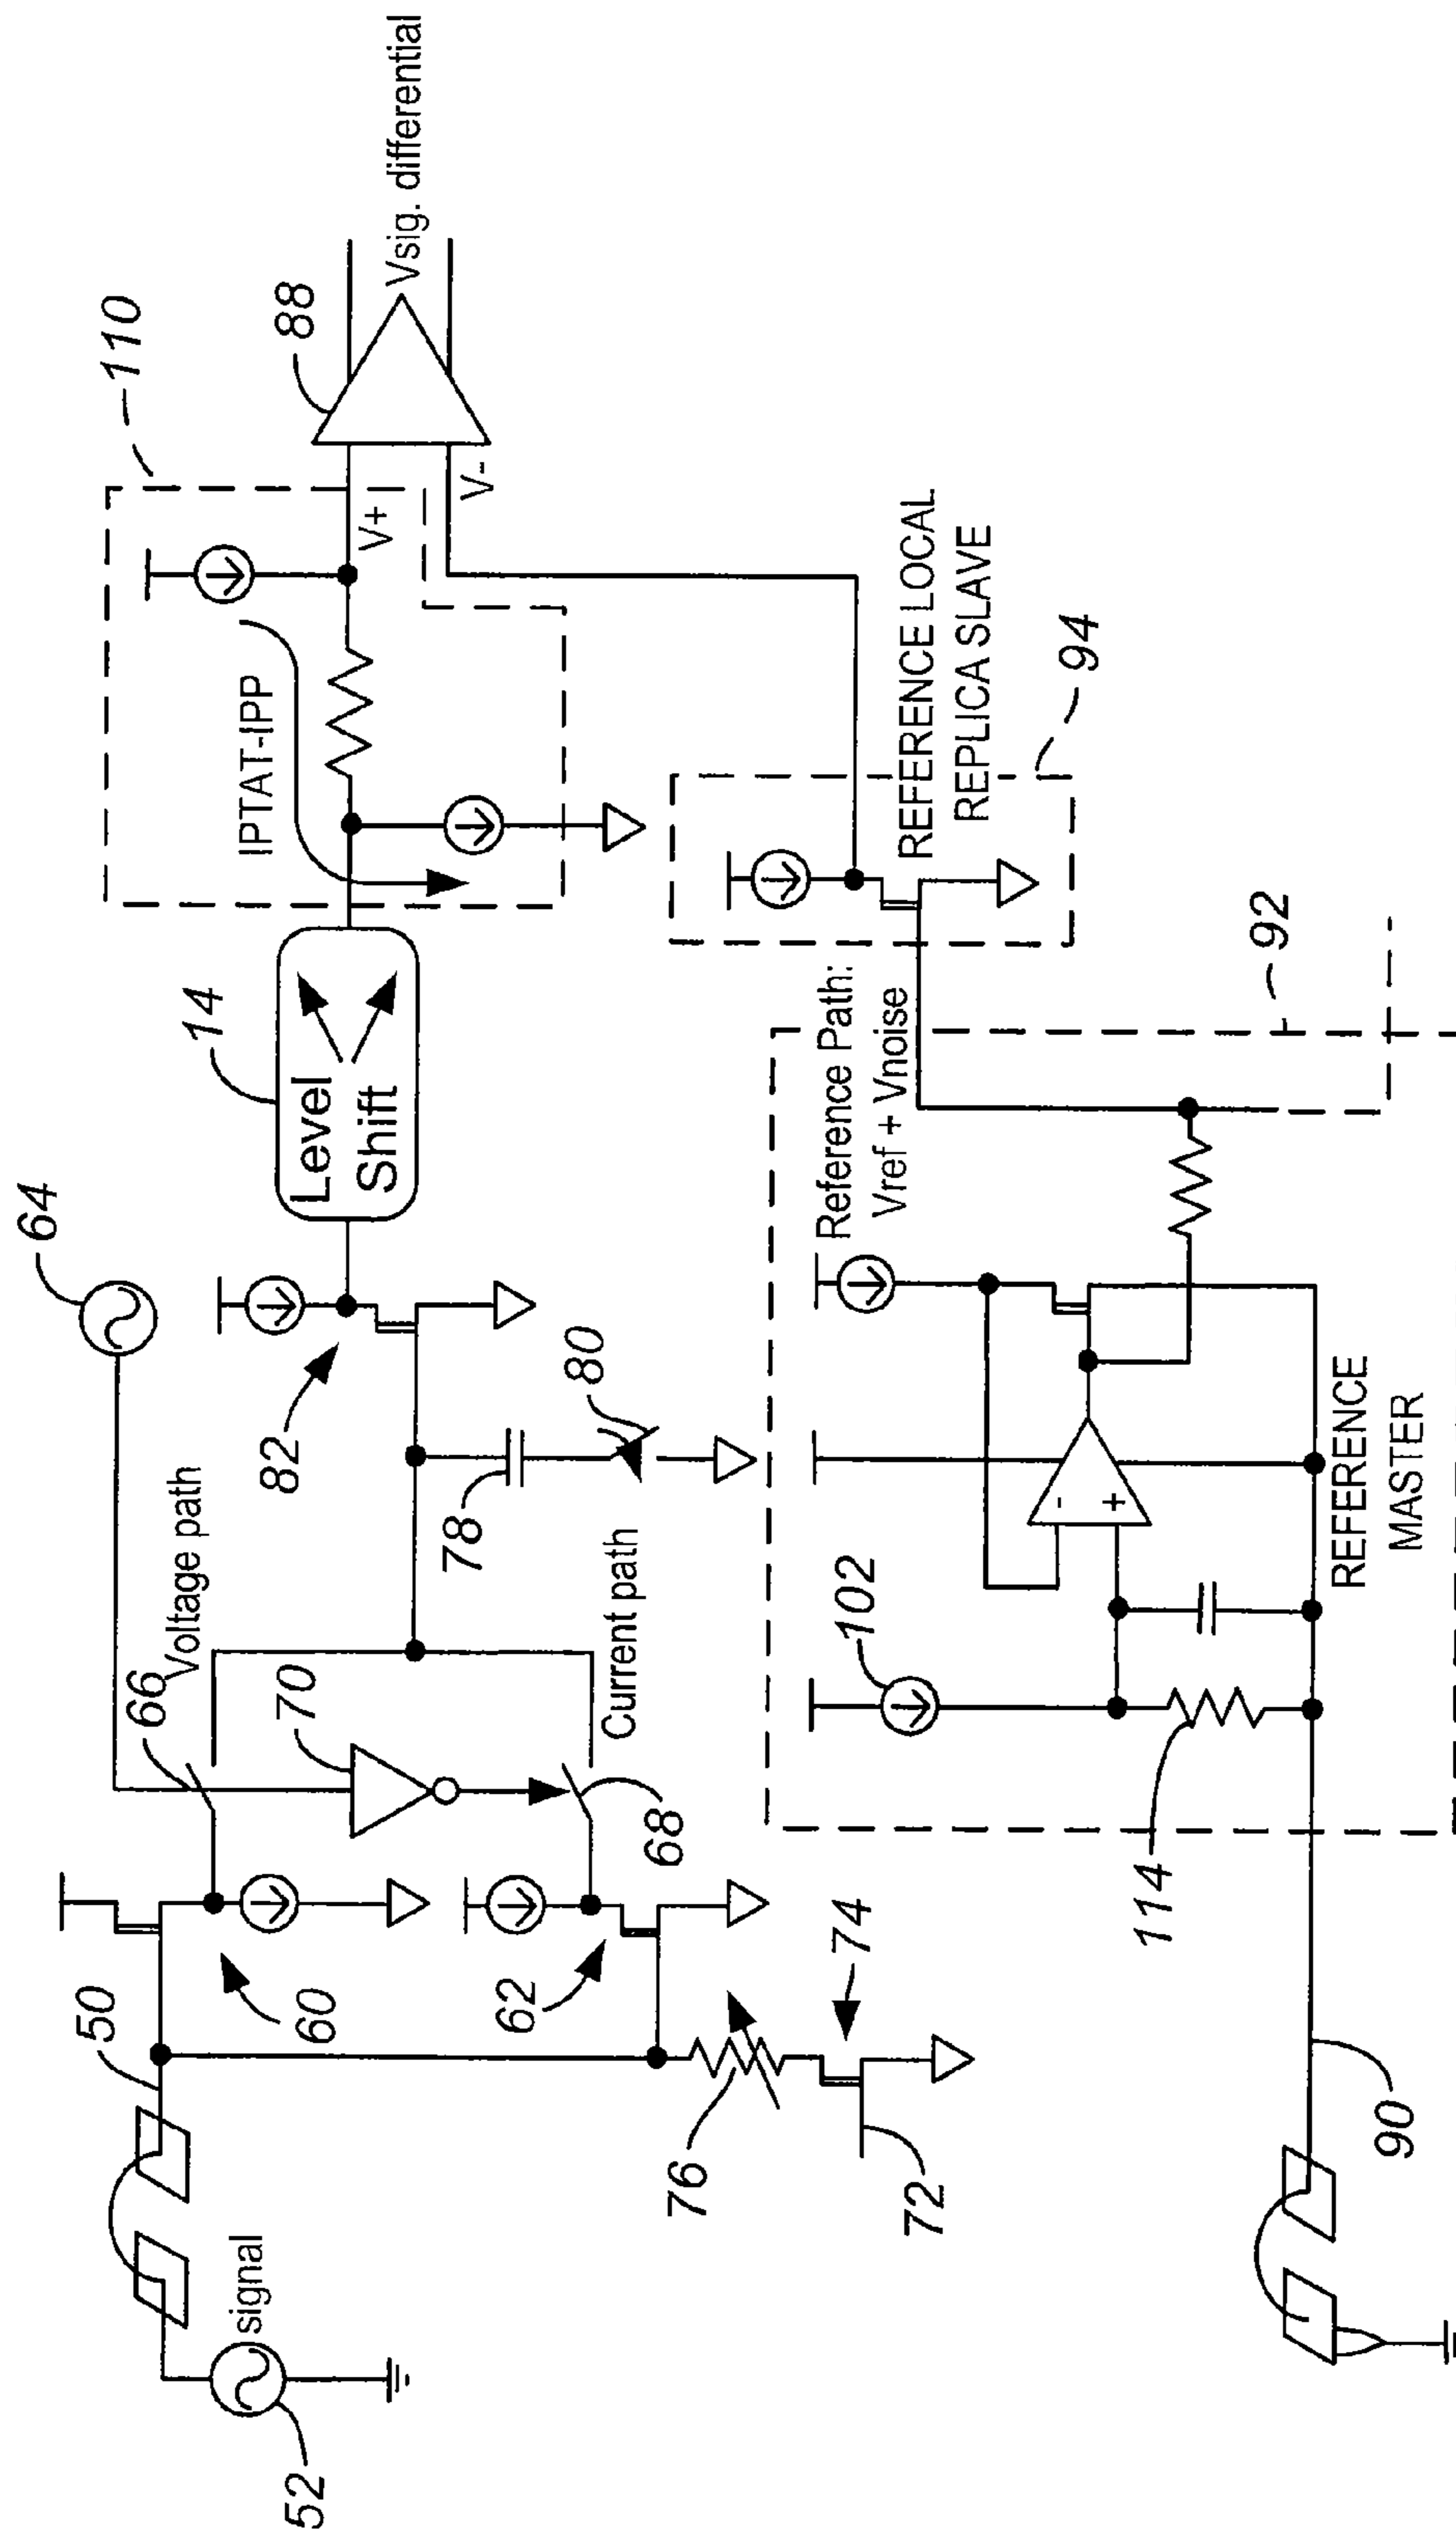 52
signal
50
60
66
Voltage path
64
62
70
68
Current path
76
72
74
78
80
82
14
Level
Shift
110
IPTAT-IPP
V+
V-
88
Vsig. differential
REFERENCE LOCAL
REPLICA SLAVE
94
92
Reference Path:
Vref + Vnoise
102
114
-
+
REFERENCE
MASTER
90